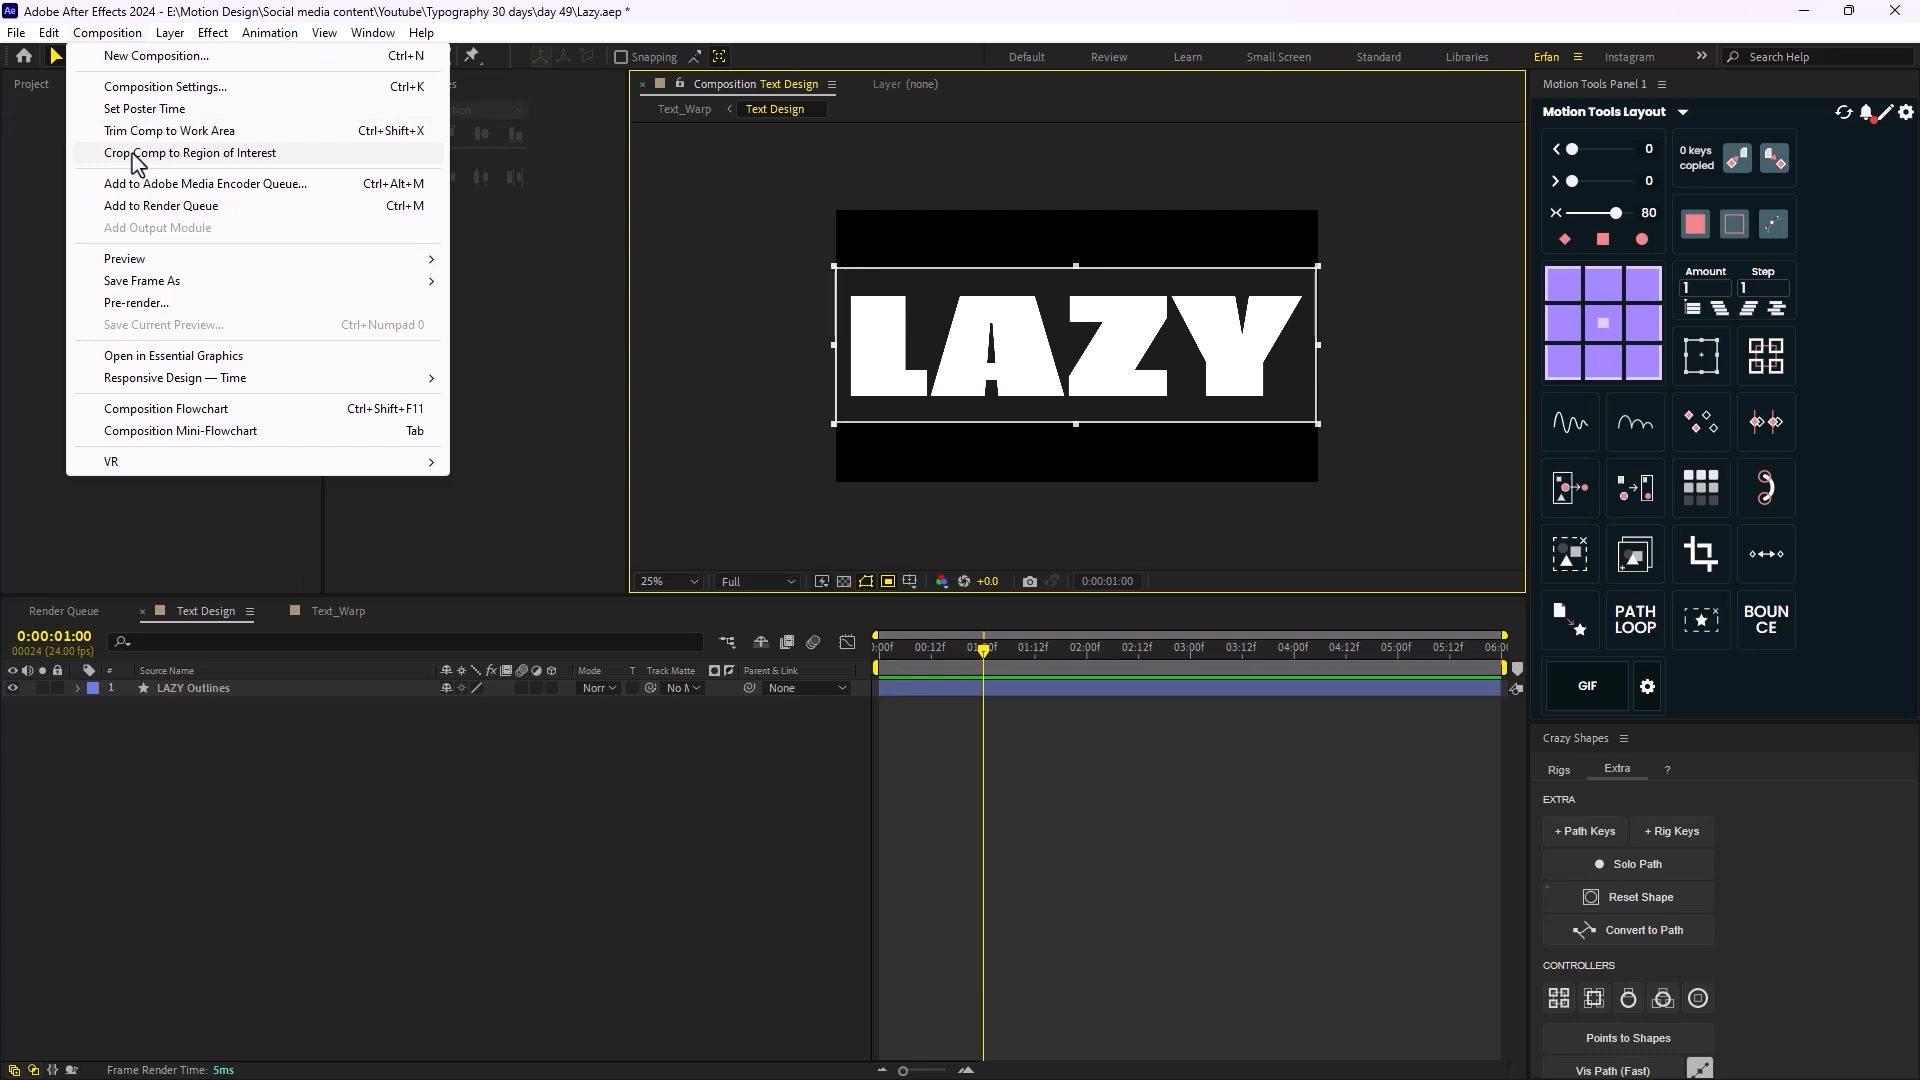 Ae Adobe After Effects 2024 - E:\Motion Design\Social media content\Youtube\Typography 30 days\day 49\Lazy.aep *
File Edit Composition Layer Effect Animation View Window Help
Snapping
Default Review Learn Small Screen Standard Libraries Erfan Instagram Search Help
New Composition... Ctrl+N
Composition Settings... Ctrl+K
Set Poster Time
Trim Comp to Work Area Ctrl+Shift+X
Crop Comp to Region of Interest
Add to Adobe Media Encoder Queue... Ctrl+Alt+M
Add to Render Queue Ctrl+M
Add Output Module
Preview
Save Frame As
Pre-render...
Save Current Preview... Ctrl+Numpad 0
Open in Essential Graphics
Responsive Design — Time
Composition Flowchart Ctrl+Shift+F11
Composition Mini-Flowchart Tab
VR
Project
Composition Text Design Layer (none)
Text_Warp Text Design
LAZY
25% Full +0.0 0:00:01:00
Motion Tools Panel 1
Motion Tools Layout
0
0 keys
copied
0
80
Amount Step
1 1
PATH
LOOP
BOUN
CE
GIF
Crazy Shapes
Rigs Extra ?
EXTRA
+ Path Keys + Rig Keys
Solo Path
Reset Shape
Convert to Path
CONTROLLERS
Points to Shapes
Vis Path (Fast)
Render Queue Text Design Text_Warp
0:00:01:00
00024 (24.00 fps)
:00f 00:12f 01:00f 01:12f 02:00f 02:12f 03:00f 03:12f 04:00f 04:12f 05:00f 05:12f 06:0
# Source Name fx Mode T Track Matte Parent & Link
1 LAZY Outlines Norr No M None
Frame Render Time: 5ms